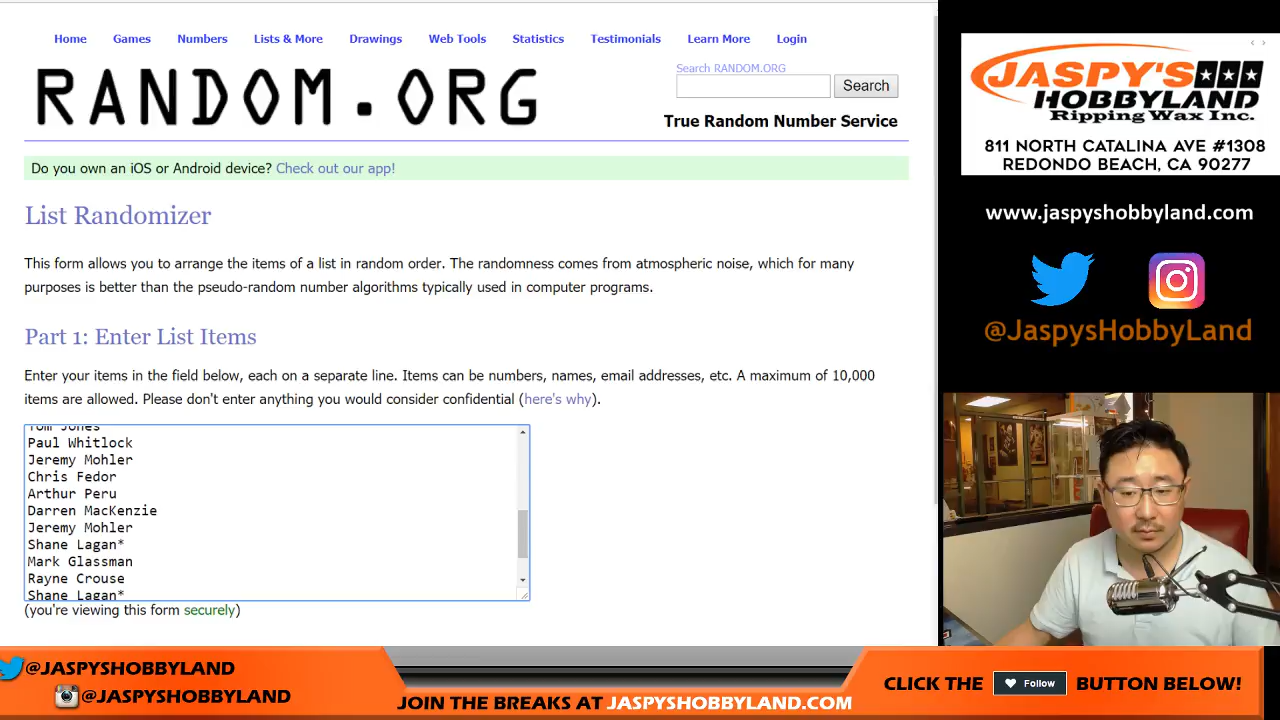 Home Games Numbers Lists & More Drawings Web Tools Statistics Testimonials Learn More Login
RANDOM.ORG
Search RANDOM.ORG
Search
True Random Number Service
Do you own an iOS or Android device? Check out our app!
List Randomizer
This form allows you to arrange the items of a list in random order. The randomness comes from atmospheric noise, which for many
purposes is better than the pseudo-random number algorithms typically used in computer programs.
Part 1: Enter List Items
Enter your items in the field below, each on a separate line. Items can be numbers, names, email addresses, etc. A maximum of 10,000
items are allowed. Please don't enter anything you would consider confidential (here's why).
Tom Jones
Paul Whitlock
Jeremy Mohler
Chris Fedor
Arthur Peru
Darren MacKenzie
Jeremy Mohler
Shane Lagan*
Mark Glassman
Rayne Crouse
Shane Lagan*
(you're viewing this form securely)
JASPY'S
HOBBYLAND
Ripping Wax Inc.
811 NORTH CATALINA AVE #1308
REDONDO BEACH, CA 90277
www.jaspyshobbyland.com
@JaspysHobbyLand
@JASPYSHOBBYLAND
@JASPYSHOBBYLAND
JOIN THE BREAKS AT JASPYSHOBBYLAND.COM
CLICK THE Follow BUTTON BELOW!